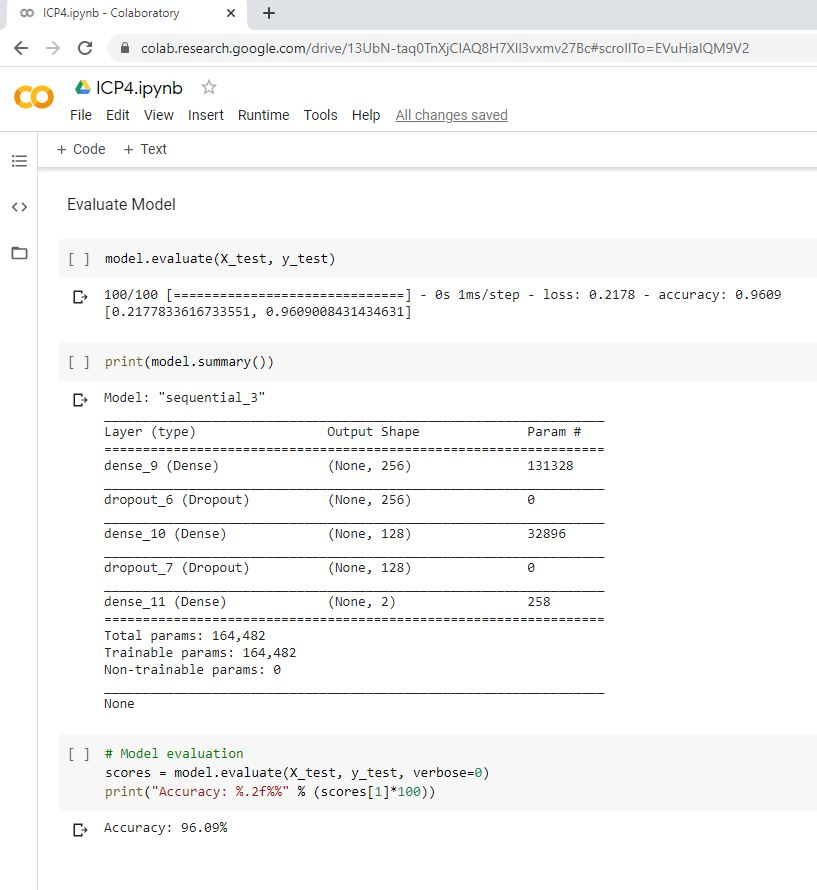 ICP4.ipynb - Colaboratory
colab.research.google.com/drive/13UbN-taq0TnXjCIAQ8H7XII3vxmv27Bc#scrollTo=EVuHiaIQM9V2
ICP4.ipynb
File Edit View Insert Runtime Tools Help All changes saved
+ Code + Text
Evaluate Model
[ ] model.evaluate(X_test, y_test)
100/100 [==============================] - 0s 1ms/step - loss: 0.2178 - accuracy: 0.9609
[0.2177833616733551, 0.9609008431434631]
[ ] print(model.summary())
Model: "sequential_3"
_________________________________________________________________
Layer (type) Output Shape Param #
=================================================================
dense_9 (Dense) (None, 256) 131328
_________________________________________________________________
dropout_6 (Dropout) (None, 256) 0
_________________________________________________________________
dense_10 (Dense) (None, 128) 32896
_________________________________________________________________
dropout_7 (Dropout) (None, 128) 0
_________________________________________________________________
dense_11 (Dense) (None, 2) 258
=================================================================
Total params: 164,482
Trainable params: 164,482
Non-trainable params: 0
_________________________________________________________________
None
[ ] # Model evaluation
scores = model.evaluate(X_test, y_test, verbose=0)
print("Accuracy: %.2f%%" % (scores[1]*100))
Accuracy: 96.09%